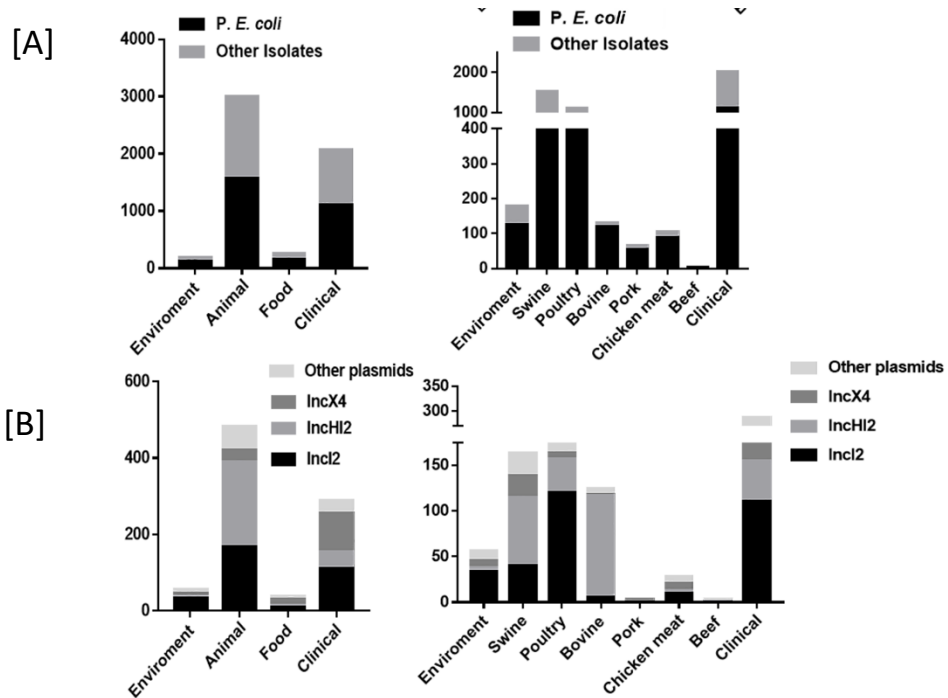 [A]
P. E. coli
Other Isolates
4000
3000
2000
1000
0
Enviroment
Animal
Food
Clinical
P. E. coli
Other Isolates
2000
1000
400
300
200
100
0
Enviroment
Swine
Poultry
Bovine
Pork
Chicken meat
Beef
Clinical
[B]
Other plasmids
IncX4
IncHI2
IncI2
600
400
200
0
Enviroment
Animal
Food
Clinical
Other plasmids
IncX4
IncHI2
IncI2
350
300
150
100
50
0
Enviroment
Swine
Poultry
Bovine
Pork
Chicken meat
Beef
Clinical